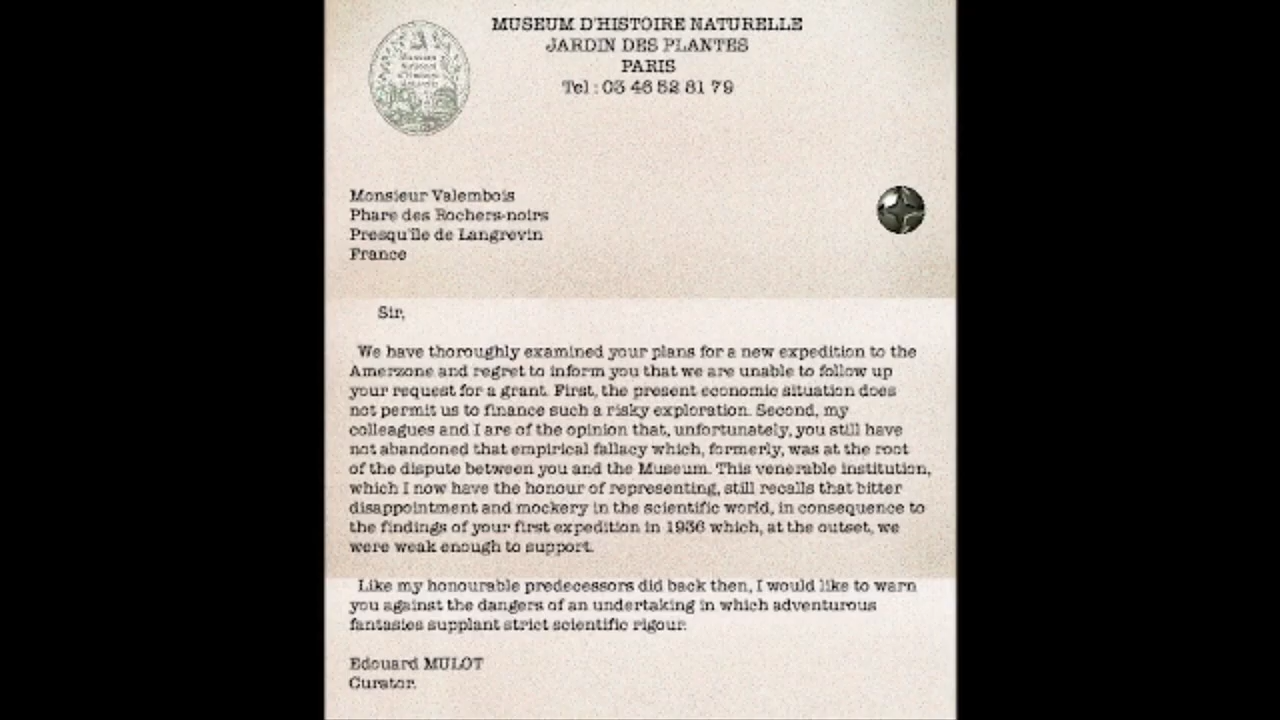 MUSEUM D'HISTOIRE NATURELLE
JARDIN DES PLANTES
PARIS
Tel : 03 46 52 81 79
Monsieur Valembois
Phare des Rochers-noirs
Presqu'île de Langrevin
France
Sir,
We have thoroughly examined your plans for a new expedition to the
Amerzone and regret to inform you that we are unable to follow up
your request for a grant. First, the present economic situation does
not permit us to finance such a risky exploration. Second, my
colleagues and I are of the opinion that, unfortunately, you still have
not abandoned that empirical fallacy which, formerly, was at the root
of the dispute between you and the Museum. This venerable institution,
which I now have the honour of representing, still recalls that bitter
disappointment and mockery in the scientific world, in consequence to
the findings of your first expedition in 1936 which, at the outset, we
were weak enough to support.
Like my honourable predecessors did back then, I would like to warn
you against the dangers of an undertaking in which adventurous
fantasies supplant strict scientific rigour.
Edouard MULOT
Curator.